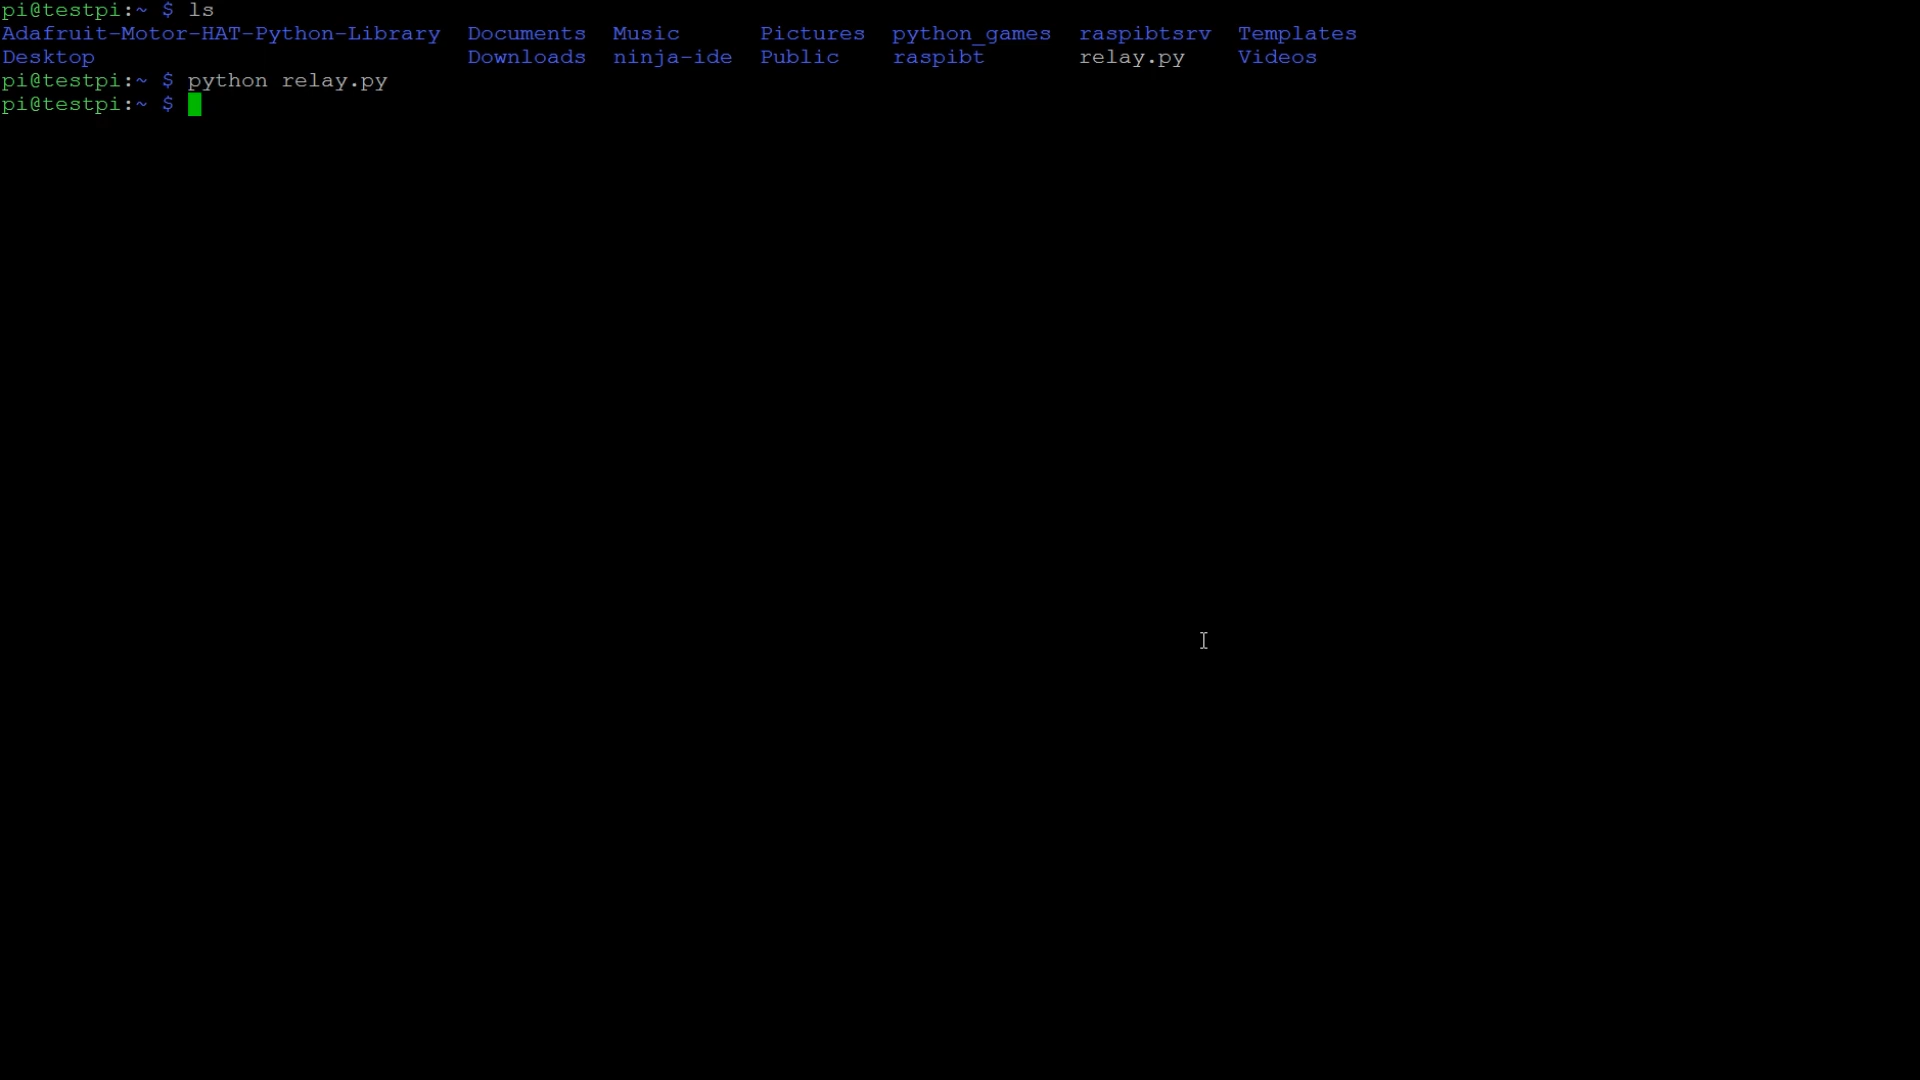 pi@testpi:~ $ ls
Adafruit-Motor-HAT-Python-Library  Documents  Music      Pictures  python_games  raspibtsrv  Templates
Desktop                            Downloads  ninja-ide  Public    raspibt       relay.py    Videos
pi@testpi:~ $ python relay.py
pi@testpi:~ $